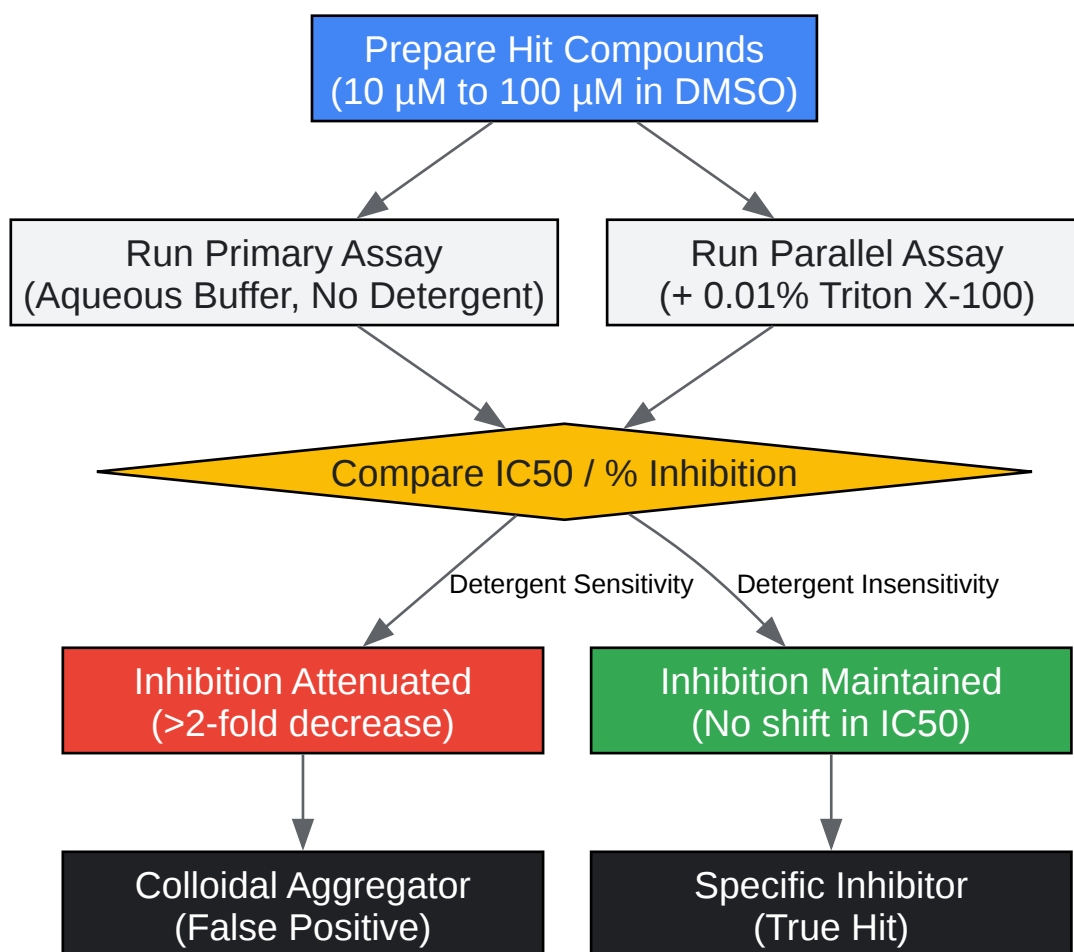 Prepare Hit Compounds
(10 µM to 100 µM in DMSO)
Run Primary Assay
(Aqueous Buffer, No Detergent)
Run Parallel Assay
(+ 0.01% Triton X-100)
Compare IC50 / % Inhibition
Detergent Sensitivity
Detergent Insensitivity
Inhibition Attenuated
(>2-fold decrease)
Inhibition Maintained
(No shift in IC50)
Colloidal Aggregator
(False Positive)
Specific Inhibitor
(True Hit)